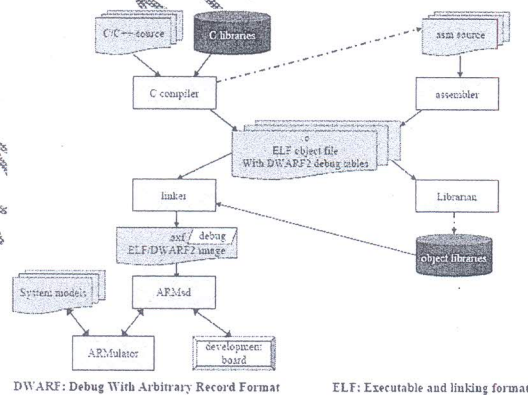 C/C++ source
C libraries
asm source
C compiler
assembler
.o
ELF object file
With DWARF2 debug tables
linker
Librarian
.axf debug
ELF/DWARF2 image
object libraries
System models
ARMsd
ARMulator
development
board
DWARF: Debug With Arbitrary Record Format
ELF: Executable and linking format